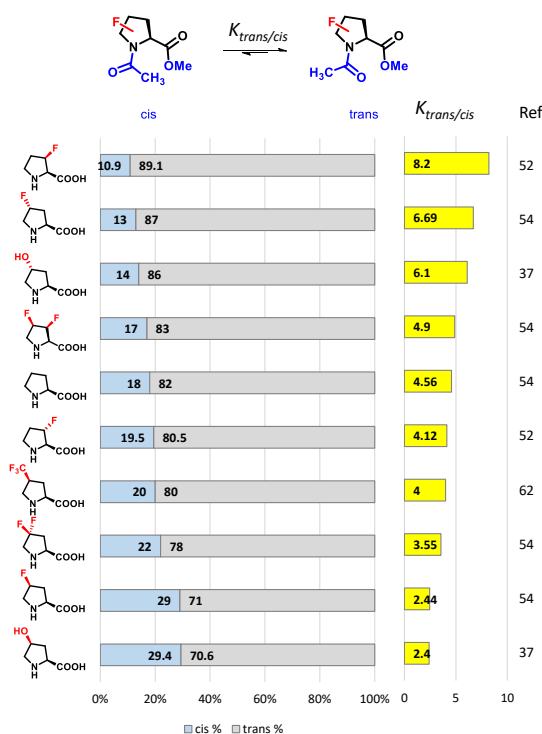 F
N
O
CH₃
O
OMe
K trans/cis
F
N
H₃C
O
O
OMe
cis
trans
K trans/cis
Ref
F
N
H
COOH
10.9
89.1
8.2
52
F
N
H
COOH
13
87
6.69
54
HO
N
H
COOH
14
86
6.1
37
F
F
N
H
COOH
17
83
4.9
54
N
H
COOH
18
82
4.56
54
F
N
H
COOH
19.5
80.5
4.12
52
F₃C
N
H
COOH
20
80
4
62
F
F
N
H
COOH
22
78
3.55
54
F
N
H
COOH
29
71
2.44
54
HO
N
H
COOH
29.4
70.6
2.4
37
0% 20% 40% 60% 80% 100% 0 5 10
cis % trans %